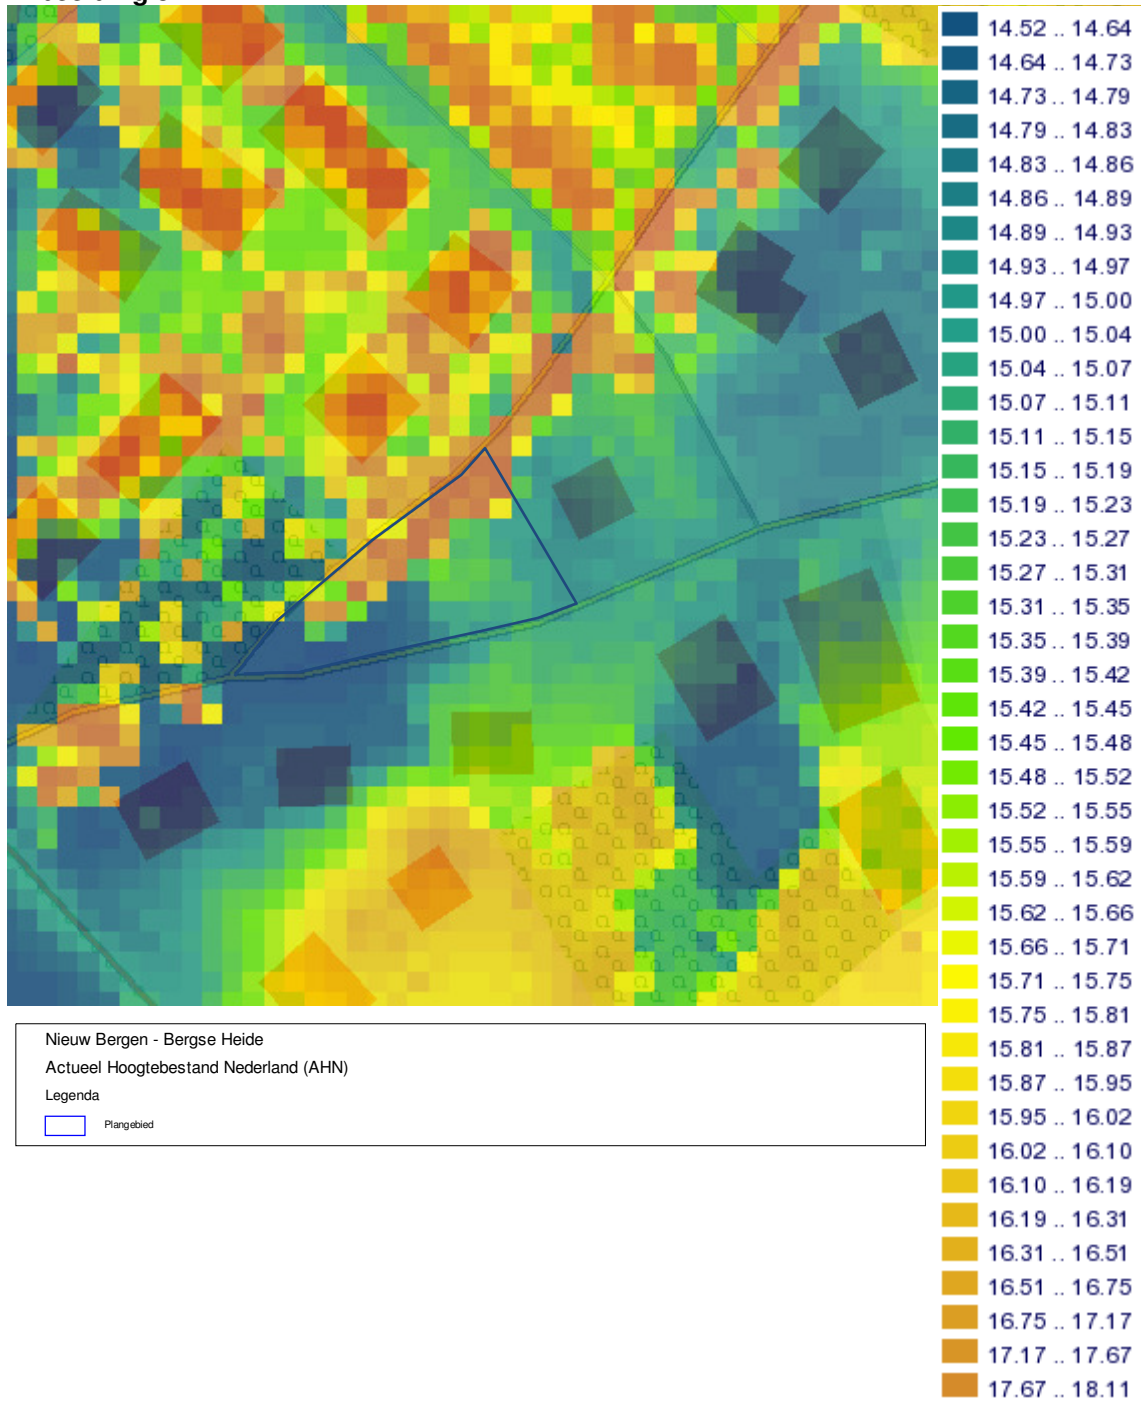 14.52 .. 14.64
14.64 .. 14.73
14.73 .. 14.79
14.79 .. 14.83
14.83 .. 14.86
14.86 .. 14.89
14.89 .. 14.93
14.93 .. 14.97
14.97 .. 15.00
15.00 .. 15.04
15.04 .. 15.07
15.07 .. 15.11
15.11 .. 15.15
15.15 .. 15.19
15.19 .. 15.23
15.23 .. 15.27
15.27 .. 15.31
15.31 .. 15.35
15.35 .. 15.39
15.39 .. 15.42
15.42 .. 15.45
15.45 .. 15.48
15.48 .. 15.52
15.52 .. 15.55
15.55 .. 15.59
15.59 .. 15.62
15.62 .. 15.66
15.66 .. 15.71
15.71 .. 15.75
15.75 .. 15.81
15.81 .. 15.87
15.87 .. 15.95
15.95 .. 16.02
16.02 .. 16.10
16.10 .. 16.19
16.19 .. 16.31
16.31 .. 16.51
16.51 .. 16.75
16.75 .. 17.17
17.17 .. 17.67
17.67 .. 18.11
Nieuw Bergen - Bergse Heide
Actueel Hoogtebestand Nederland (AHN)
Legenda
Plangebied